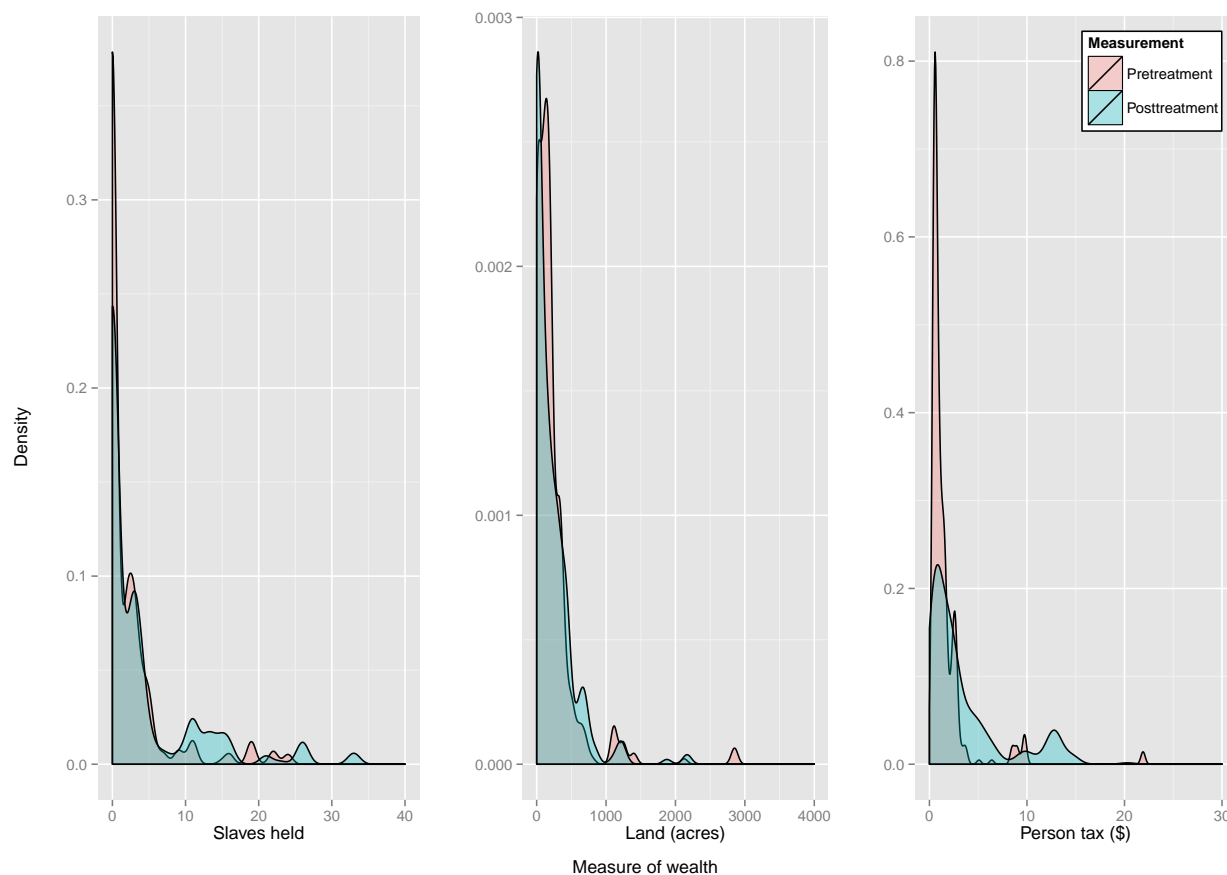 Density
0.3
0.2
0.1
0.0
0 10 20 30 40
Slaves held
0.003
0.002
0.001
0.000
0 1000 2000 3000 4000
Land (acres)
0.8
0.6
0.4
0.2
0.0
0 10 20 30
Person tax ($)
Measurement
Pretreatment
Posttreatment
Measure of wealth